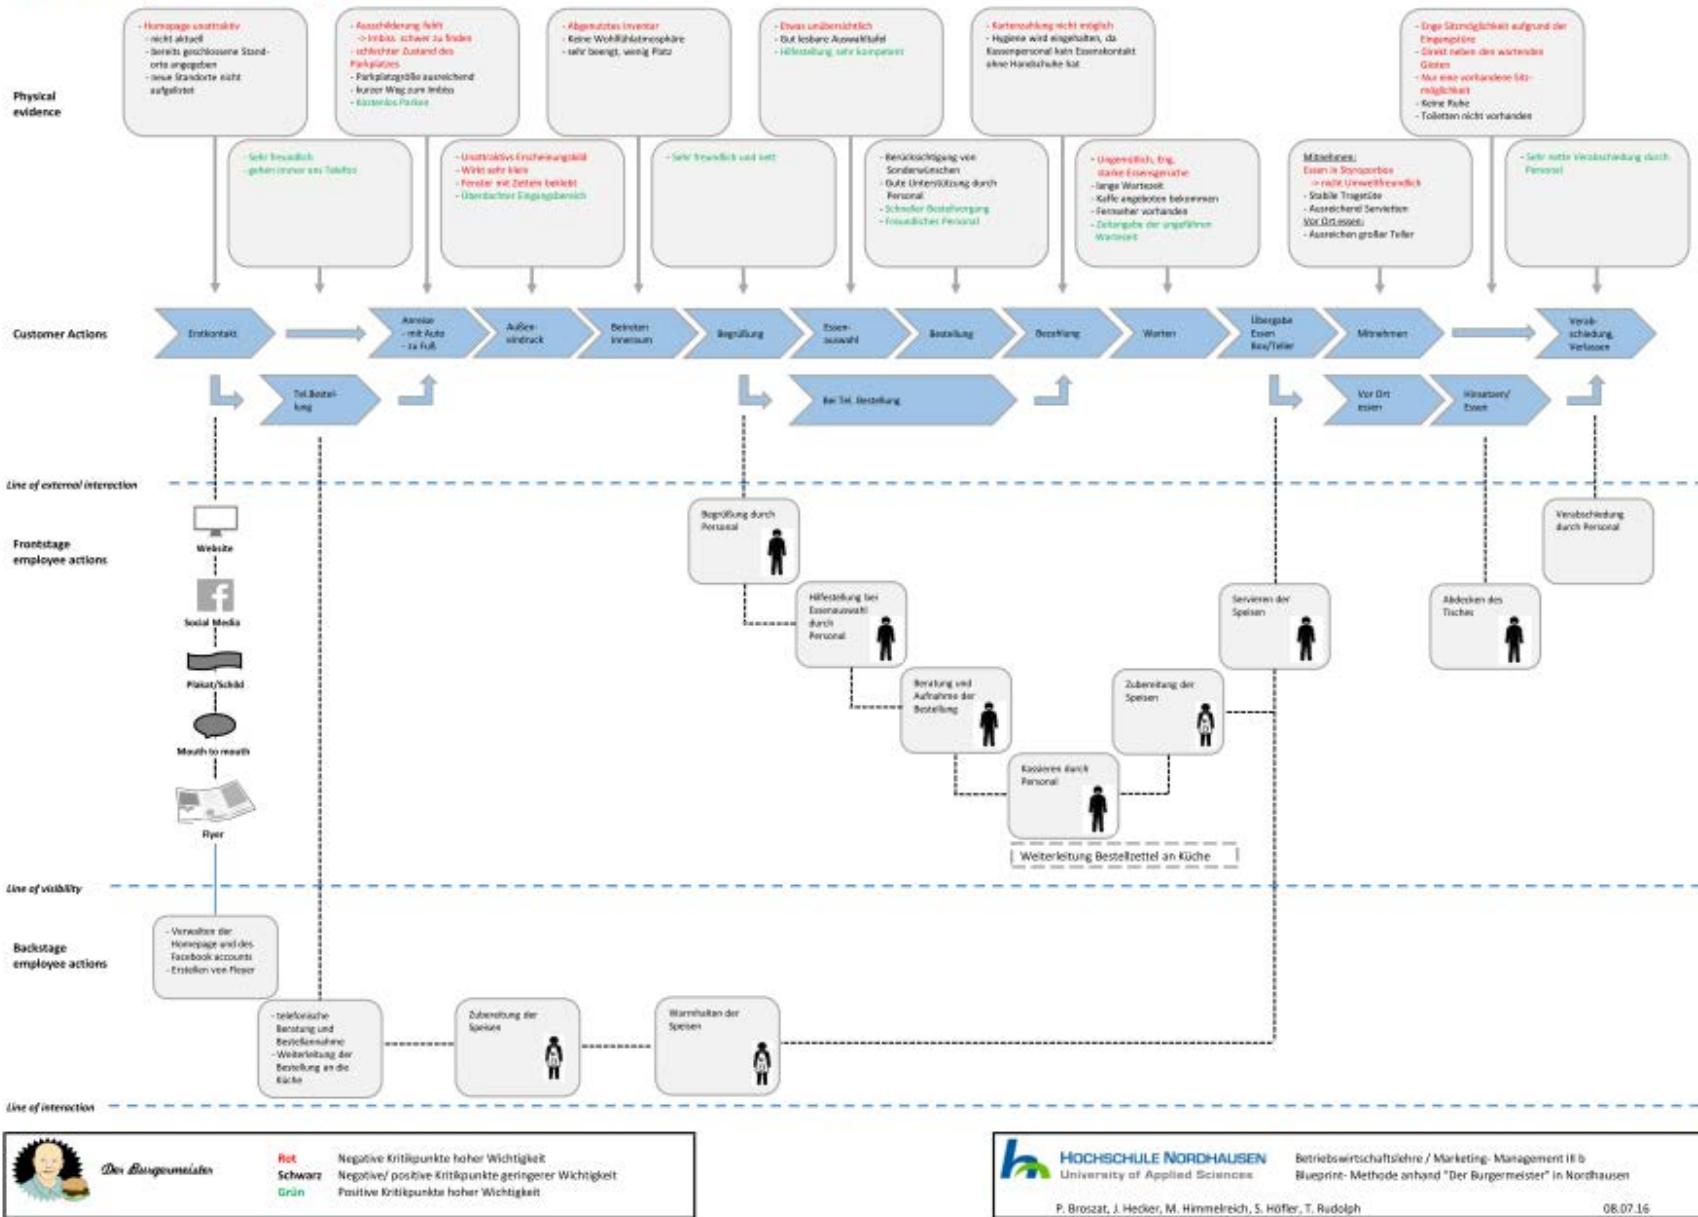 - Homepage unattraktiv
- nicht aktuell
- bereits geschlossene Stand-
orte angegeben
- neue Standorte nicht
aufgelistet
- Ausschilderung fehlt
-> Imbiss schwer zu finden
- schlechter Zustand des
Parkplatzes
- Parkplatzgröße ausreichend
- kurzer Weg zum Imbiss
- Kostenlos Parken
- Abgenutztes Inventar
- Keine Wohlfühlatmosphäre
- sehr beengt, wenig Platz
- Etwas unübersichtlich
- Gut lesbare Auswahltafel
- Hilfestellung sehr kompetent
- Kartenzahlung nicht möglich
- Hygiene wird eingehalten, da
Kassenpersonal kein Essenskontakt
ohne Handschuhe hat
- Enge Sitzmöglichkeit aufgrund der
Eingangstüre
- Direkt neben den wartenden
Gästen
- Nur eine vorhandene Sitz-
möglichkeit
- Keine Ruhe
- Toiletten nicht vorhanden
Physical
evidence
- Sehr freundlich
- gehen immer ans Telefon
- Unattraktivs Erscheinungsbild
- Wirkt sehr klein
- Fenster mit Zetteln beklebt
- Überdachter Eingangsbereich
- Sehr freundlich und nett
- Berücksichtigung von
Sonderwünschen
- Gute Unterstützung durch
Personal
- Schneller Bestellvorgang
- Freundliches Personal
- Ungemütlich, Eng,
starke Essensgerüche
- lange Wartezeit
- Kaffe angeboten bekommen
- Fernseher vorhanden
- Zeitangabe der ungefähren
Wartezeit
Mitnehmen:
Essen in Styroporbox
-> nicht Umweltfreundlich
- Stabile Tragetüte
- Ausreichend Servietten
Vor Ort essen:
- Ausreichen großer Teller
- Sehr nette Verabschiedung durch
Personal
Customer Actions
Erstkontakt
Anreise
- mit Auto
- zu Fuß
Außen-
eindruck
Betreten
Innenraum
Begrüßung
Essen-
auswahl
Bestellung
Bezahlung
Warten
Übergabe
Essen
Box/Teller
Mitnehmen
Verab-
schiedung,
Verlassen
Tel.Bestel-
lung
Bei Tel. Bestellung
Vor Ort
essen
Hinsetzen/
Essen
Line of external interaction
Frontstage
employee actions
Website
Social Media
Plakat/Schild
Mouth to mouth
Flyer
Begrüßung durch
Personal
Hilfestellung bei
Essenauswahl
durch
Personal
Beratung und
Aufnahme der
Bestellung
Kassieren durch
Personal
Zubereitung der
Speisen
Servieren der
Speisen
Abdecken des
Tisches
Verabschiedung
durch Personal
Weiterleitung Bestellzettel an Küche
Line of visibility
Backstage
employee actions
- Verwalten der
Homepage und des
Facebook accounts
- Erstellen von Fleyer
- telefonische
Beratung und
Bestellannahme
- Weiterleitung der
Bestellung an die
Küche
Zubereitung der
Speisen
Warmhalten der
Speisen
Line of interaction
Der Burgermeister
Rot Negative Kritikpunkte hoher Wichtigkeit
Schwarz Negative/ positive Kritikpunkte geringerer Wichtigkeit
Grün Positive Kritikpunkte hoher Wichtigkeit
HOCHSCHULE NORDHAUSEN
University of Applied Sciences
Betriebswirtschaftslehre / Marketing- Management III b
Blueprint- Methode anhand "Der Burgermeister" in Nordhausen
P. Broszat, J. Hecker, M. Himmelreich, S. Höfler, T. Rudolph
08.07.16